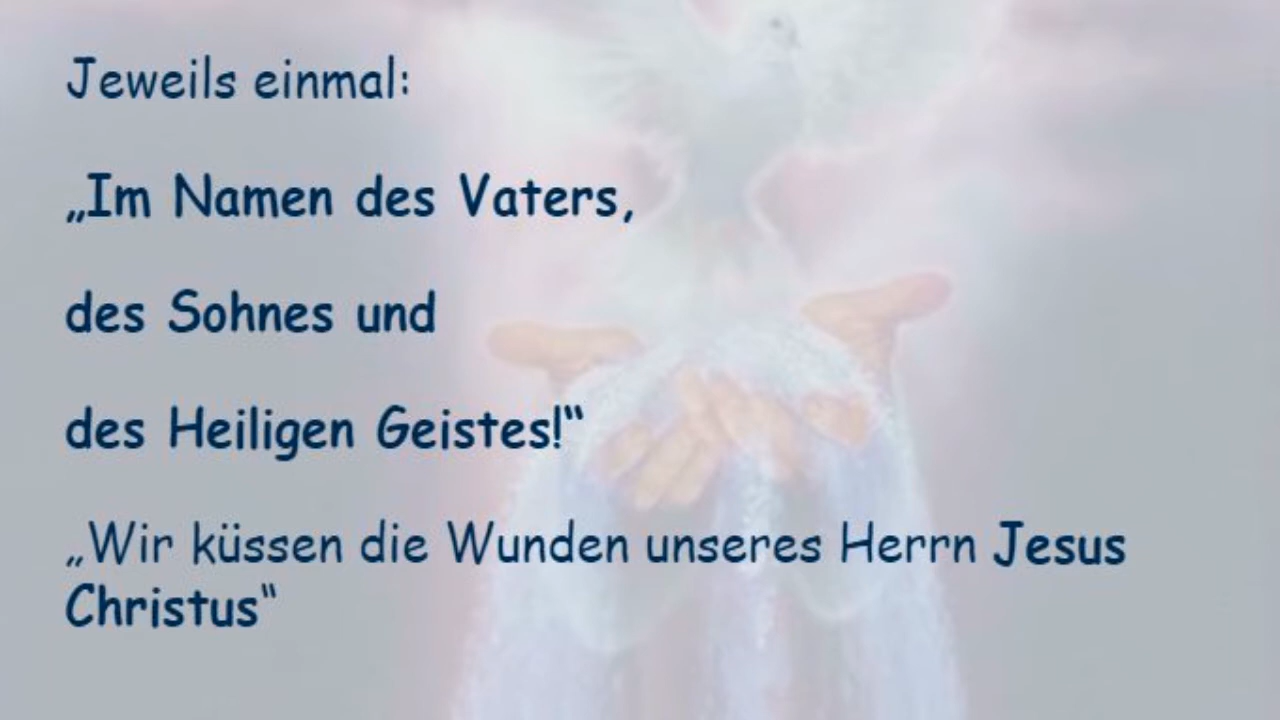 Jeweils einmal:
„Im Namen des Vaters,
des Sohnes und
des Heiligen Geistes!“
„Wir küssen die Wunden unseres Herrn Jesus
Christus“